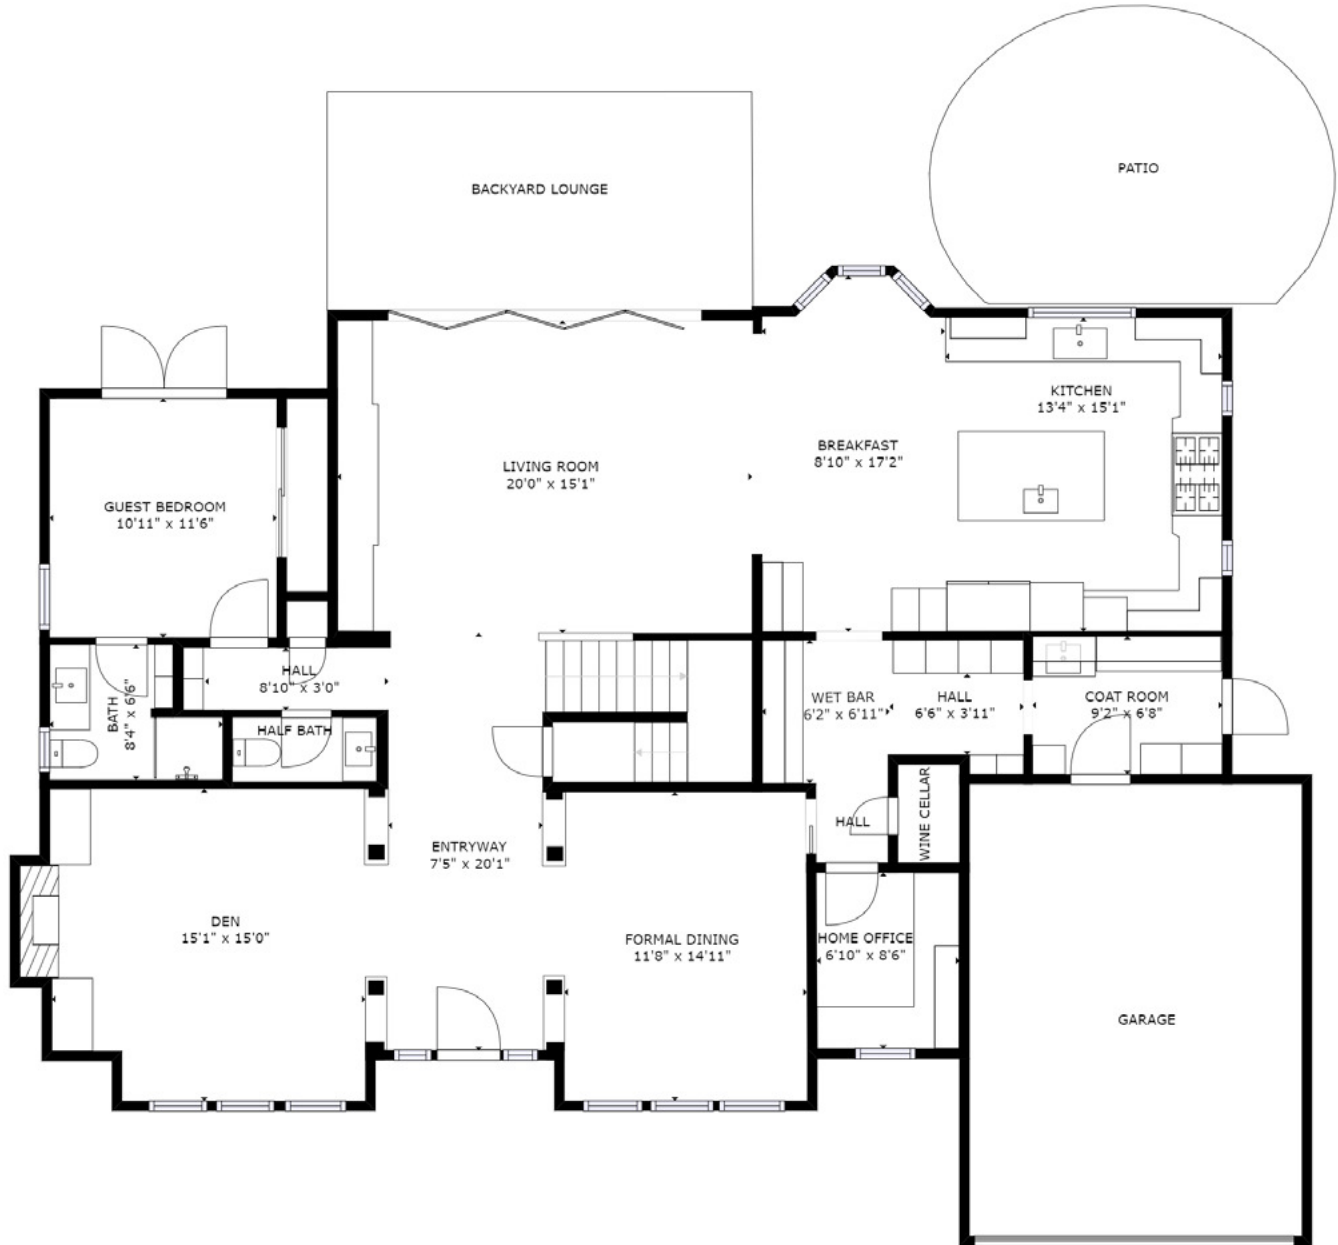 PATIO
BACKYARD LOUNGE
KITCHEN
13'4" x 15'1"
BREAKFAST
8'10" x 17'2"
LIVING ROOM
20'0" x 15'1"
GUEST BEDROOM
10'11" x 11'6"
HALL
8'10" x 3'0"
BATH
8'4" x 6'6"
HALF BATH
WET BAR
6'2" x 6'11"
HALL
6'6" x 3'11"
COAT ROOM
9'2" x 6'8"
WINE CELLAR
HALL
ENTRYWAY
7'5" x 20'1"
DEN
15'1" x 15'0"
FORMAL DINING
11'8" x 14'11"
HOME OFFICE
6'10" x 8'6"
GARAGE